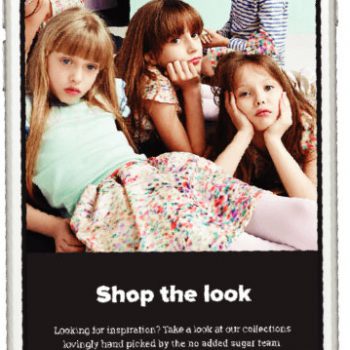 Shop the look
Looking for inspiration? Take a look at our collections
lovingly hand picked by the no added sugar team